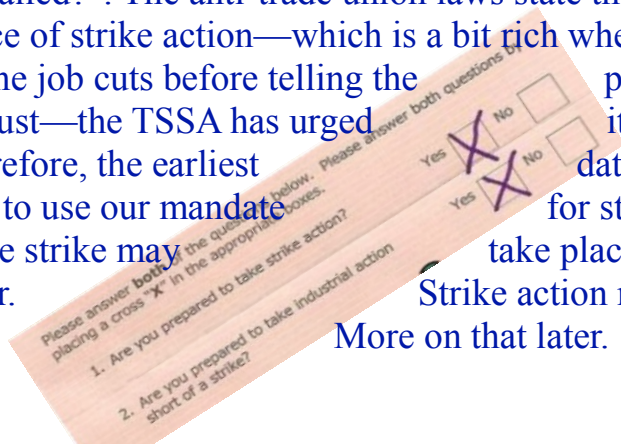 The anti-trade union laws state th
ce of strike action—which is a bit rich whe
he job cuts before telling the p
ust—the TSSA has urged it
refore, the earliest dat
to use our mandate for st
e strike may take plac
r. Strike action
More on that later.
Please answer both of the questions below. Please answer both questions by
placing a cross "X" in the appropriate boxes.
1. Are you prepared to take strike action?
Yes X No
2. Are you prepared to take industrial action
short of a strike?
Yes X No